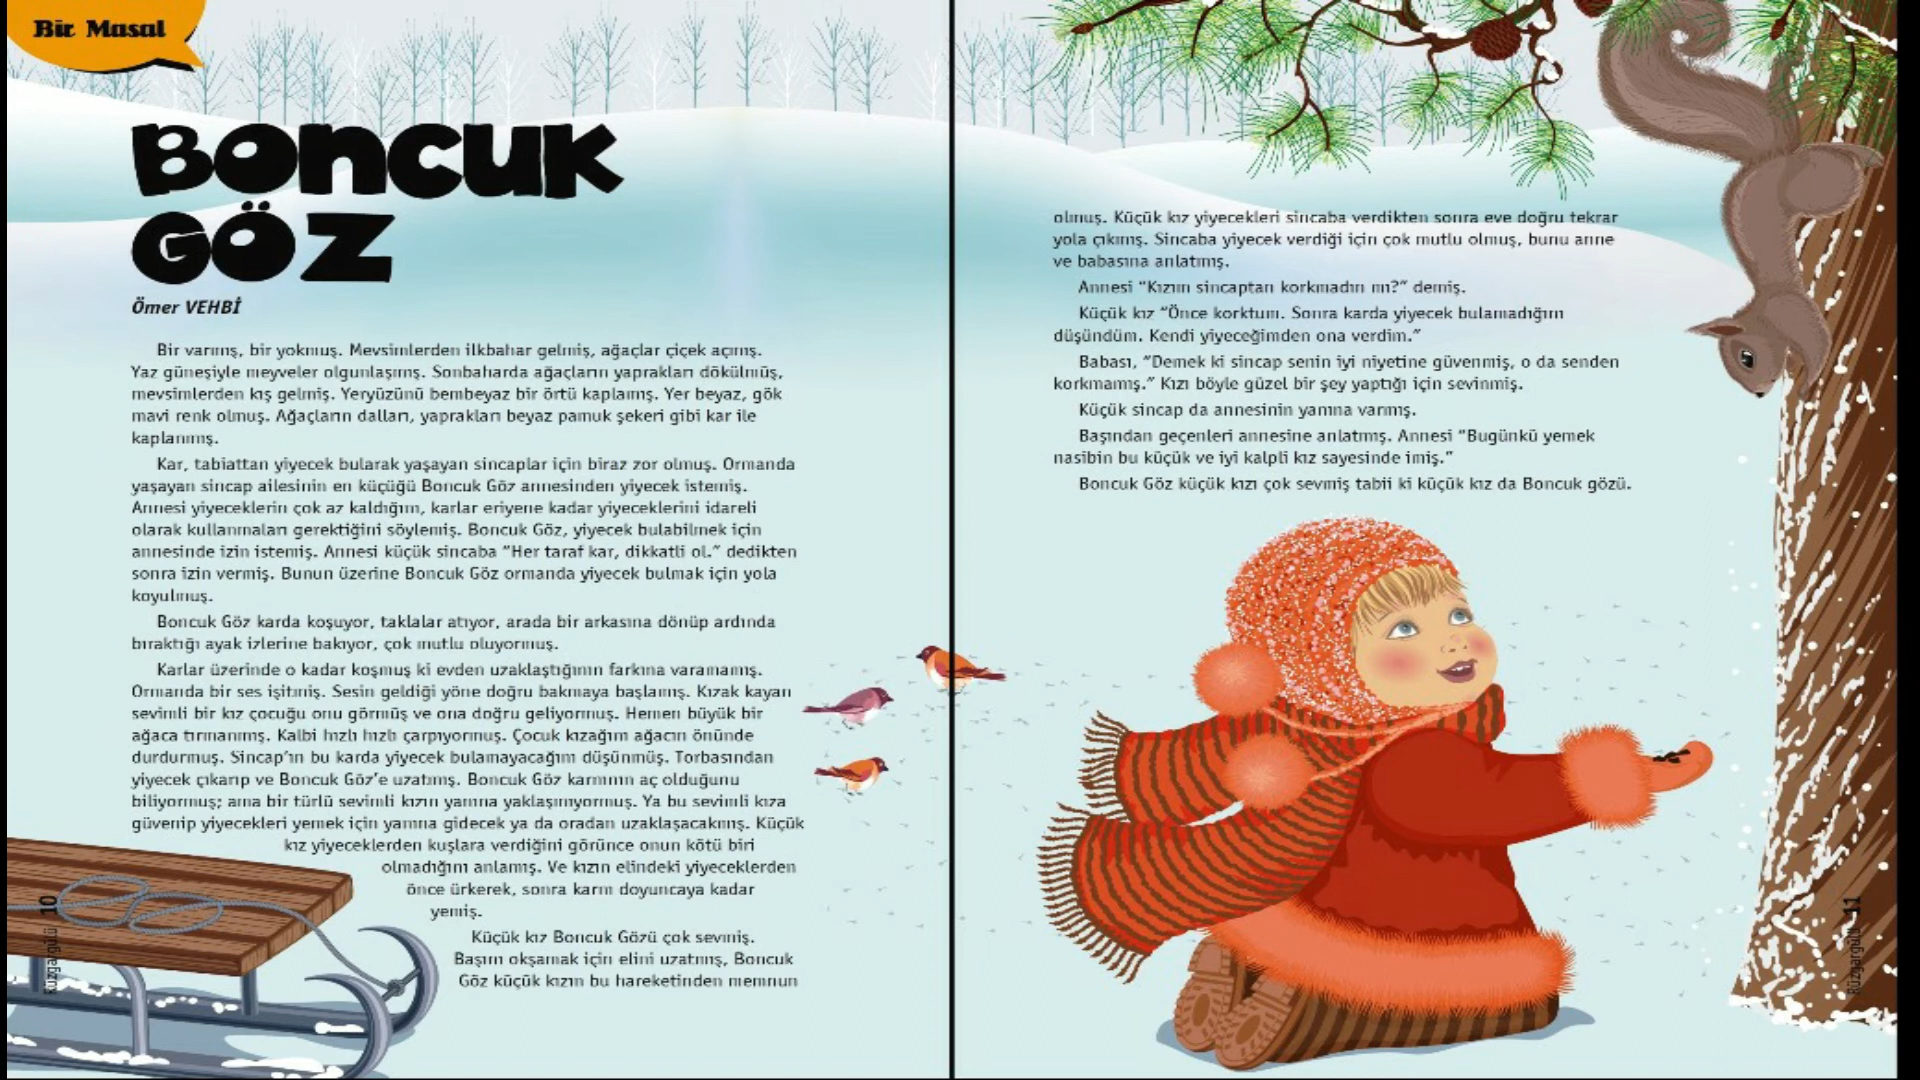 Bir Masal
BONCUK
GÖZ
Ömer VEHBİ
Bir varmış, bir yokmuş. Mevsimlerden ilkbahar gelmiş, ağaçlar çiçek açmış.
Yaz güneşiyle meyveler olgunlaşmış. Sonbaharda ağaçların yaprakları dökülmüş,
mevsimlerden kış gelmiş. Yeryüzünü bembeyaz bir örtü kaplamış. Yer beyaz, gök
mavi renk olmuş. Ağaçların dalları, yaprakları beyaz pamuk şekeri gibi kar ile
kaplanmış.
Kar, tabiattan yiyecek bularak yaşayan sincaplar için biraz zor olmuş. Ormanda
yaşayan sincap ailesinin en küçüğü Boncuk Göz annesinden yiyecek istemiş.
Annesi yiyeceklerin çok az kaldığını, karlar eriyene kadar yiyeceklerini idareli
olarak kullanmaları gerektiğini söylemiş. Boncuk Göz, yiyecek bulabilmek için
annesinde izin istemiş. Annesi küçük sincaba “Her taraf kar, dikkatli ol.” dedikten
sonra izin vermiş. Bunun üzerine Boncuk Göz ormanda yiyecek bulmak için yola
koyulmuş.
Boncuk Göz karda koşuyor, taklalar atıyor, arada bir arkasına dönüp ardında
bıraktığı ayak izlerine bakıyor, çok mutlu oluyormuş.
Karlar üzerinde o kadar koşmuş ki evden uzaklaştığının farkına varamamış.
Ormanda bir ses işitmiş. Sesin geldiği yöne doğru bakmaya başlamış. Kızak kayan
sevimli bir kız çocuğu onu görmüş ve ona doğru geliyormuş. Hemen büyük bir
ağaca tırmanmış. Kalbi hızlı hızlı çarpıyormuş. Çocuk kızağını ağacın önünde
durdurmuş. Sincap’ın bu karda yiyecek bulamayacağını düşünmüş. Torbasından
yiyecek çıkarıp ve Boncuk Göz’e uzatmış. Boncuk Göz karnının aç olduğunu
biliyormuş; ama bir türlü sevimli kızın yanına yaklaşmıyormuş. Ya bu sevimli kıza
güvenip yiyecekleri yemek için yanına gidecek ya da oradan uzaklaşacakmış. Küçük
kız yiyeceklerden kuşlara verdiğini görünce onun kötü biri
olmadığını anlamış. Ve kızın elindeki yiyeceklerden
önce ürkerek, sonra karnı doyuncaya kadar
yemiş.
Küçük kız Boncuk Gözü çok sevmiş.
Başını okşamak için elini uzatmış, Boncuk
Göz küçük kızın bu hareketinden memnun
Rüzgargülü 10
olmuş. Küçük kız yiyecekleri sincaba verdikten sonra eve doğru tekrar
yola çıkmış. Sincaba yiyecek verdiği için çok mutlu olmuş, bunu anne
ve babasına anlatmış.
Annesi “Kızım sincaptan korkmadın mı?” demiş.
Küçük kız “Önce korktum. Sonra karda yiyecek bulamadığını
düşündüm. Kendi yiyeceğimden ona verdim.”
Babası, “Demek ki sincap senin iyi niyetine güvenmiş, o da senden
korkmamış.” Kızı böyle güzel bir şey yaptığı için sevinmiş.
Küçük sincap da annesinin yanına varmış.
Başından geçenleri annesine anlatmış. Annesi “Bugünkü yemek
nasibin bu küçük ve iyi kalpli kız sayesinde imiş.”
Boncuk Göz küçük kızı çok sevmiş tabii ki küçük kız da Boncuk gözü.
Rüzgargülü 11